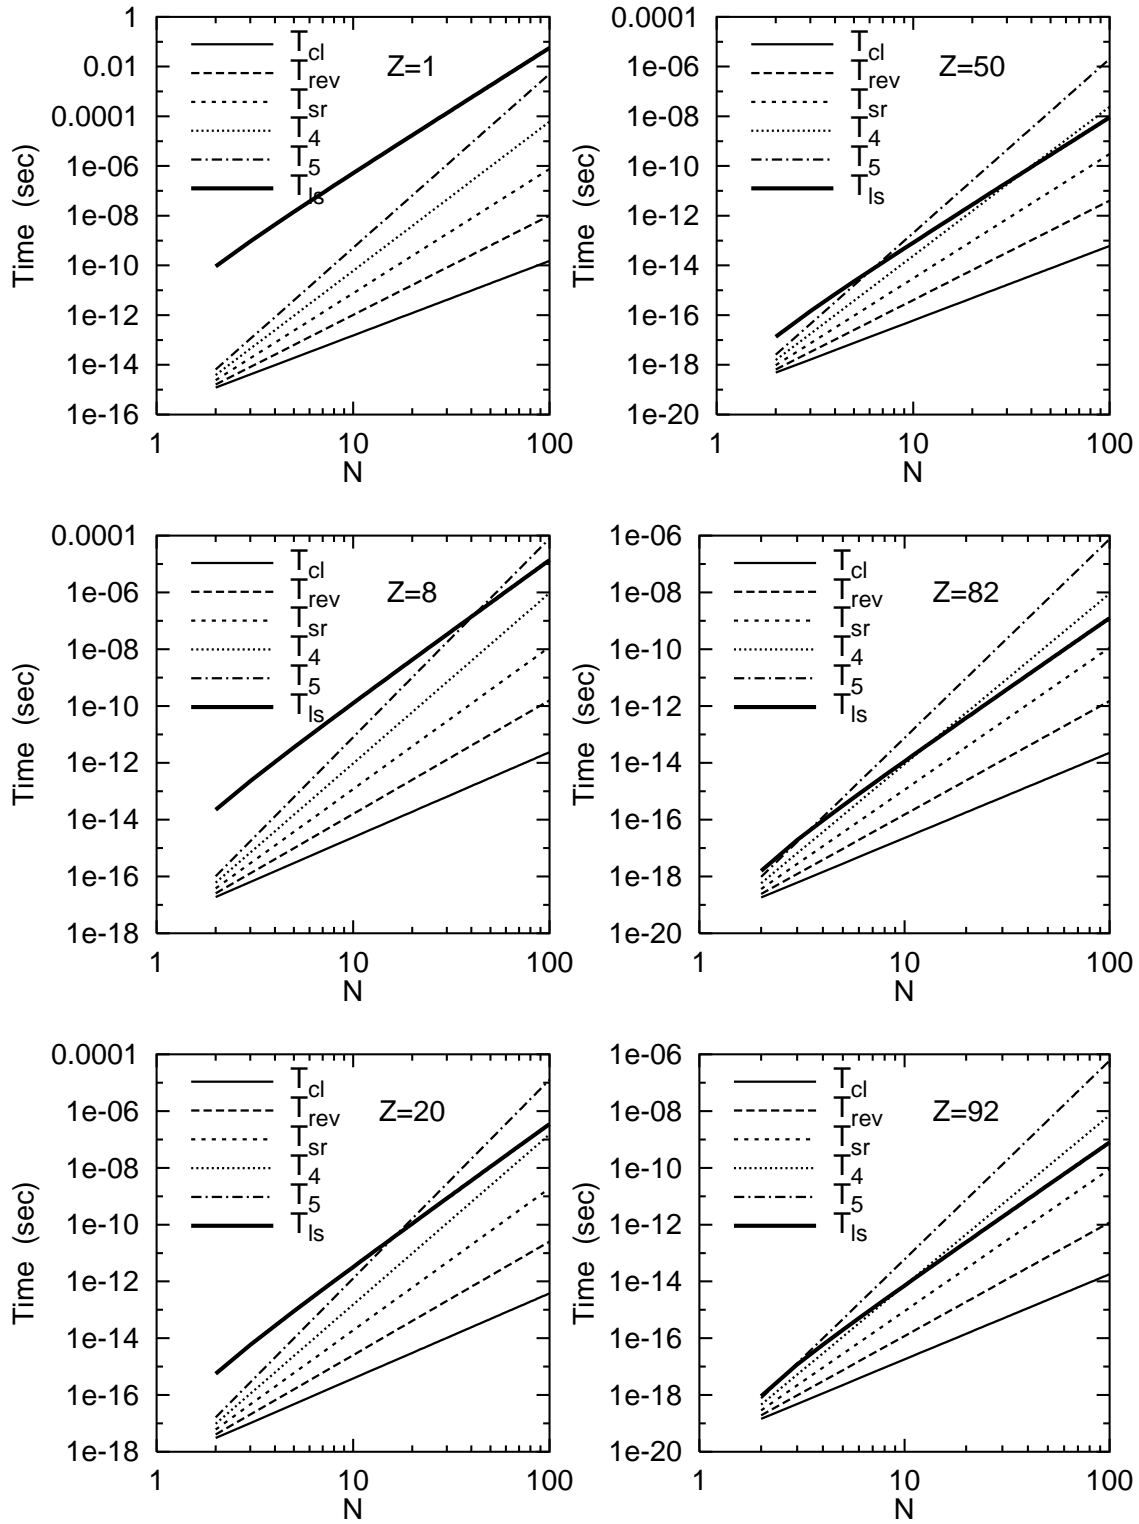 1
0.01
0.0001
1e-06
1e-08
1e-10
1e-12
1e-14
1e-16
Time (sec)
T_cl
T_rev
T_sr
T_4
T_5
T_ls
Z=1
1 10 100
N
0.0001
1e-06
1e-08
1e-10
1e-12
1e-14
1e-16
1e-18
1e-20
Time (sec)
T_cl
T_rev
T_sr
T_4
T_5
T_ls
Z=50
1 10 100
N
0.0001
1e-06
1e-08
1e-10
1e-12
1e-14
1e-16
1e-18
Time (sec)
T_cl
T_rev
T_sr
T_4
T_5
T_ls
Z=8
1 10 100
N
1e-06
1e-08
1e-10
1e-12
1e-14
1e-16
1e-18
1e-20
Time (sec)
T_cl
T_rev
T_sr
T_4
T_5
T_ls
Z=82
1 10 100
N
0.0001
1e-06
1e-08
1e-10
1e-12
1e-14
1e-16
1e-18
Time (sec)
T_cl
T_rev
T_sr
T_4
T_5
T_ls
Z=20
1 10 100
N
1e-06
1e-08
1e-10
1e-12
1e-14
1e-16
1e-18
1e-20
Time (sec)
T_cl
T_rev
T_sr
T_4
T_5
T_ls
Z=92
1 10 100
N